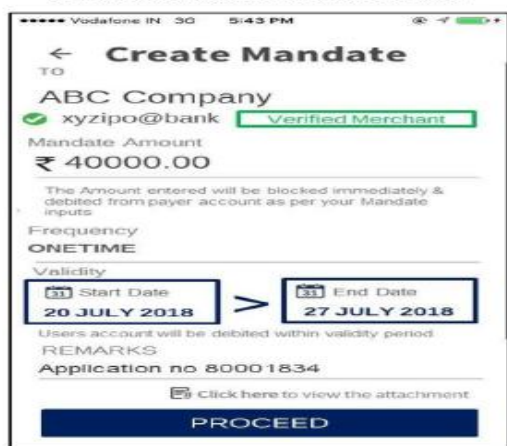 Vodafone IN 3G 5:43 PM
← Create Mandate
TO
ABC Company
xyzipo@bank Verified Merchant
Mandate Amount
₹ 40000.00
The Amount entered will be blocked immediately &
debited from payer account as per your Mandate
inputs
Frequency
ONETIME
Validity
31 Start Date > 31 End Date
20 JULY 2018 27 JULY 2018
Users account will be debited within validity period
REMARKS
Application no 80001834
Click here to view the attachment
PROCEED